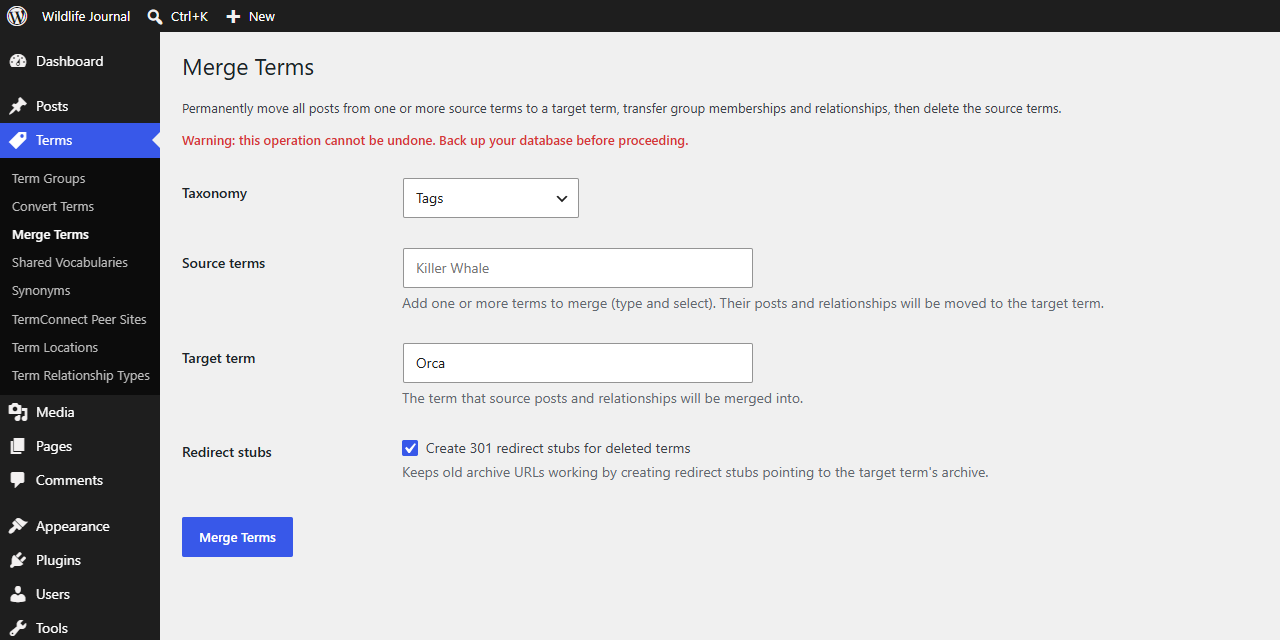 Wildlife Journal
Ctrl+K
New
Dashboard
Posts
Terms
Term Groups
Convert Terms
Merge Terms
Shared Vocabularies
Synonyms
TermConnect Peer Sites
Term Locations
Term Relationship Types
Media
Pages
Comments
Appearance
Plugins
Users
Tools
Merge Terms
Permanently move all posts from one or more source terms to a target term, transfer group memberships and relationships, then delete the source terms.
Warning: this operation cannot be undone. Back up your database before proceeding.
Taxonomy
Tags
Source terms
Killer Whale
Add one or more terms to merge (type and select). Their posts and relationships will be moved to the target term.
Target term
Orca
The term that source posts and relationships will be merged into.
Redirect stubs
Create 301 redirect stubs for deleted terms
Keeps old archive URLs working by creating redirect stubs pointing to the target term's archive.
Merge Terms